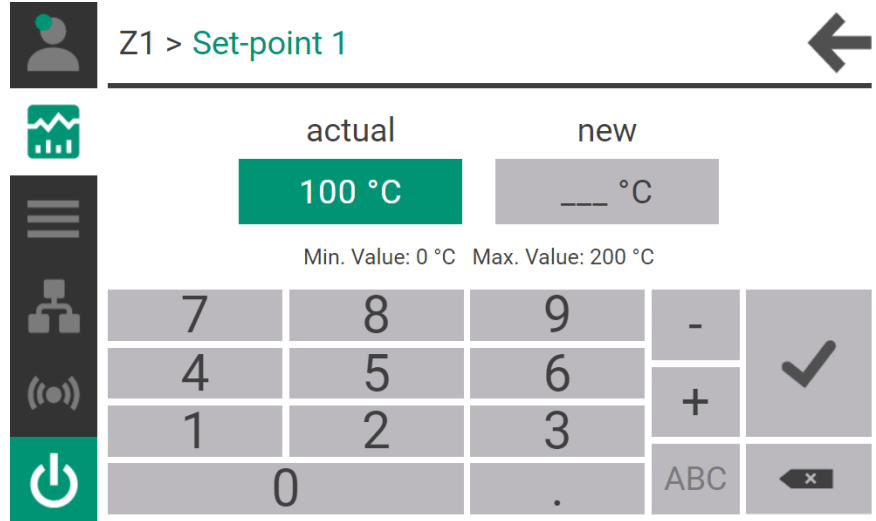 Z1 > Set-point 1
actual new
100 °C ___ °C
Min. Value: 0 °C Max. Value: 200 °C
7 8 9 -
4 5 6
+
1 2 3
0 . ABC